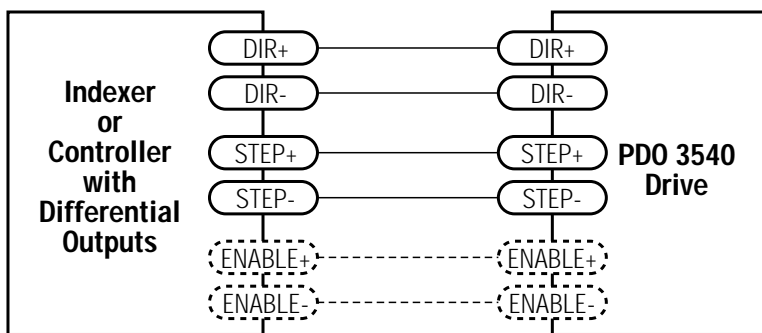 Indexer
or
Controller
with
Differential
Outputs
DIR+
DIR-
STEP+
STEP-
ENABLE+
ENABLE-
DIR+
DIR-
STEP+
STEP-
ENABLE+
ENABLE-
PDO 3540
Drive